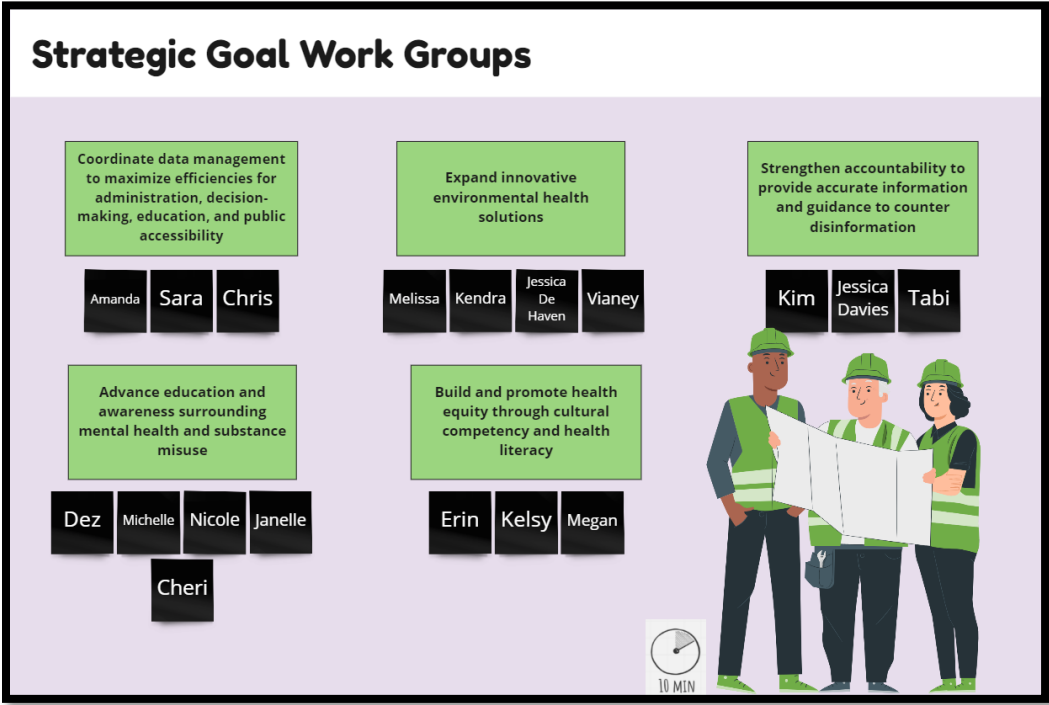 Strategic Goal Work Groups
Coordinate data management
to maximize efficiencies for
administration, decision-
making, education, and public
accessibility
Amanda
Sara
Chris
Expand innovative
environmental health
solutions
Melissa
Kendra
Jessica
De
Haven
Vianey
Strengthen accountability to
provide accurate information
and guidance to counter
disinformation
Kim
Jessica
Davies
Tabi
Advance education and
awareness surrounding
mental health and substance
misuse
Dez
Michelle
Nicole
Janelle
Cheri
Build and promote health
equity through cultural
competency and health
literacy
Erin
Kelsy
Megan
10 MIN